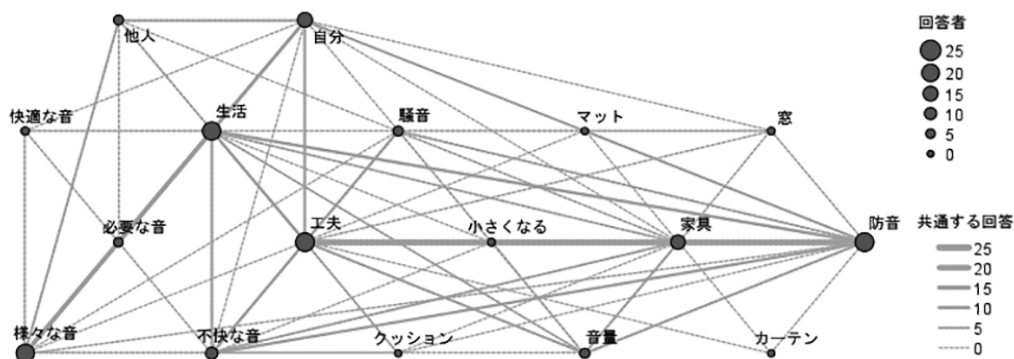 他人
自分
快適な音
生活
騒音
マット
窓
必要な音
工夫
小さくなる
家具
防音
様々な音
不快な音
クッション
音量
カーテン
回答者
25
20
15
10
5
0
共通する回答
25
20
15
10
5
0